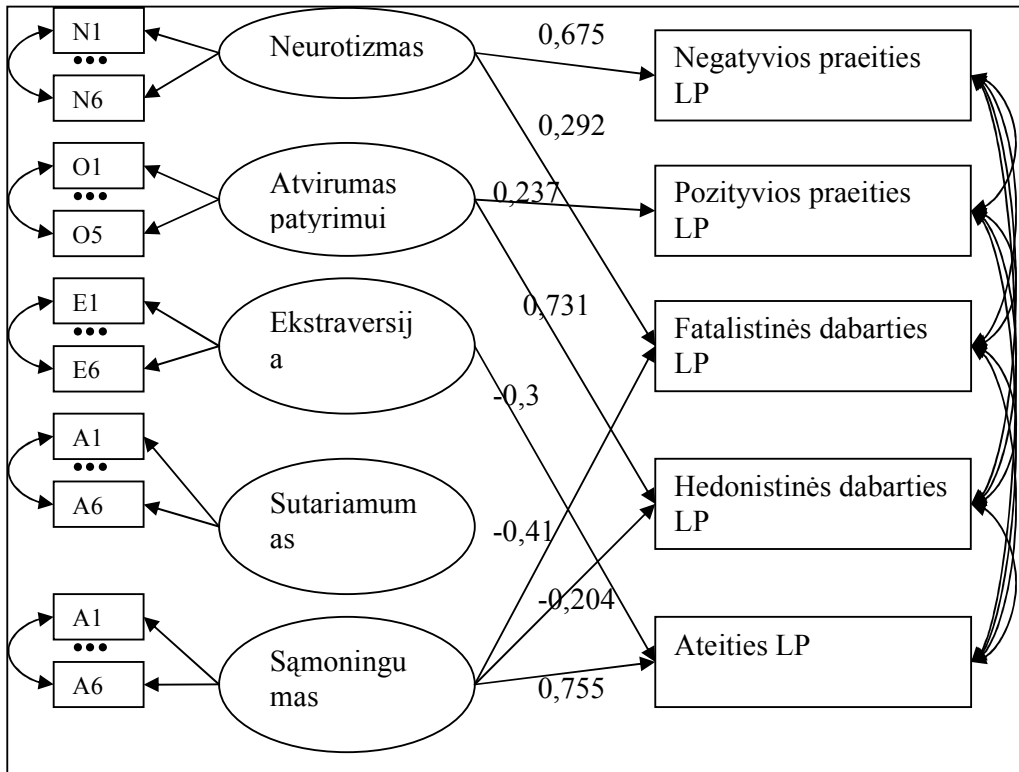 N1
•••
N6
Neurotizmas
0,675
Negatyvios praeities
LP
0,292
O1
•••
O5
Atvirumas
patyrimui
0,237
Pozityvios praeities
LP
E1
•••
E6
Ekstraversij
a
0,731
Fatalistinės dabarties
LP
-0,3
A1
•••
A6
Sutariamum
as
-0,41
Hedonistinės dabarties
LP
-0,204
A1
•••
A6
Sąmoningu
mas
0,755
Ateities LP